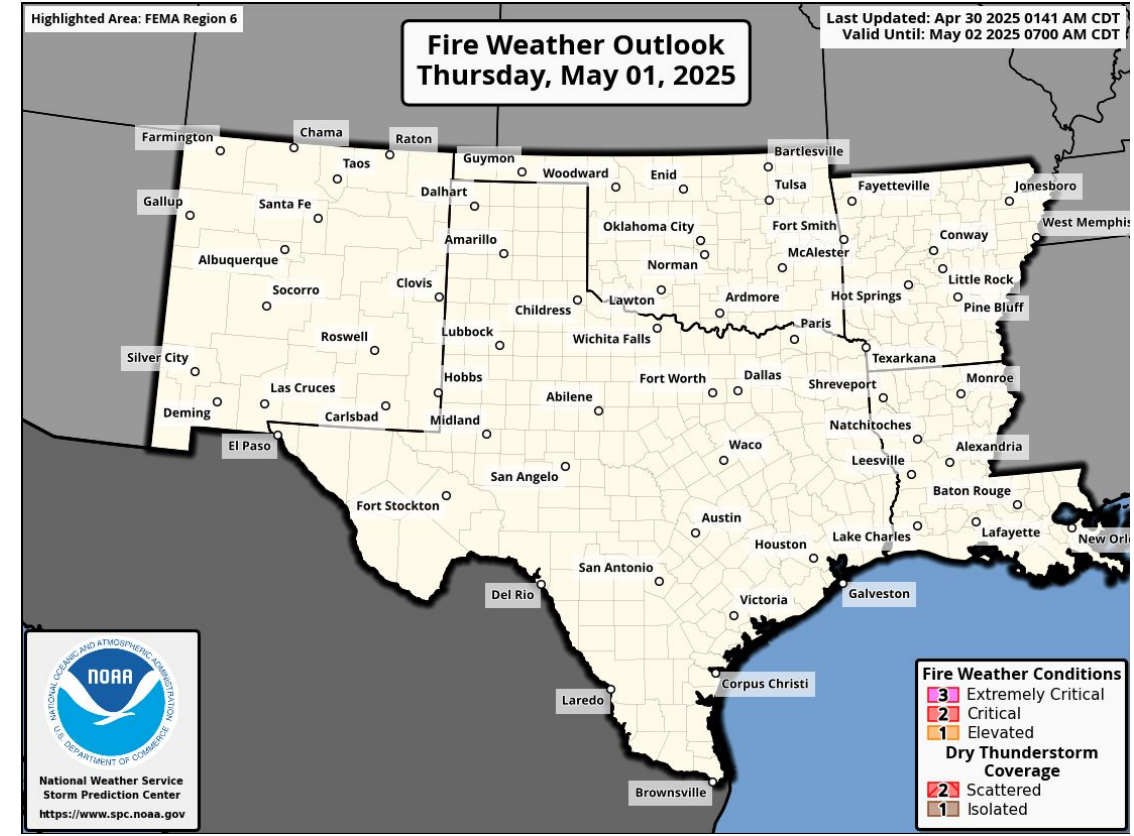 Highlighted Area: FEMA Region 6
Fire Weather Outlook
Thursday, May 01, 2025
Last Updated: Apr 30 2025 0141 AM CDT
Valid Until: May 02 2025 0700 AM CDT
Farmington
Chama
Raton
Taos
Guymon
Woodward
Enid
Bartlesville
Tulsa
Fayetteville
Jonesboro
Gallup
Santa Fe
Dalhart
Amarillo
Oklahoma City
Fort Smith
West Memphis
Albuquerque
Norman
McAlester
Conway
Socorro
Clovis
Childress
Lawton
Ardmore
Hot Springs
Little Rock
Pine Bluff
Roswell
Lubbock
Wichita Falls
Paris
Texarkana
Silver City
Las Cruces
Hobbs
Fort Worth
Dallas
Shreveport
Monroe
Deming
Carlsbad
Midland
Abilene
Natchitoches
El Paso
San Angelo
Waco
Leesville
Alexandria
Fort Stockton
Baton Rouge
Austin
Houston
Lake Charles
Lafayette
New Orl
San Antonio
Del Rio
Galveston
Victoria
Laredo
Corpus Christi
Brownsville
NATIONAL OCEANIC AND ATMOSPHERIC ADMINISTRATION
NOAA
U.S. DEPARTMENT OF COMMERCE
National Weather Service
Storm Prediction Center
https://www.spc.noaa.gov
Fire Weather Conditions
3 Extremely Critical
2 Critical
1 Elevated
Dry Thunderstorm
Coverage
2 Scattered
1 Isolated